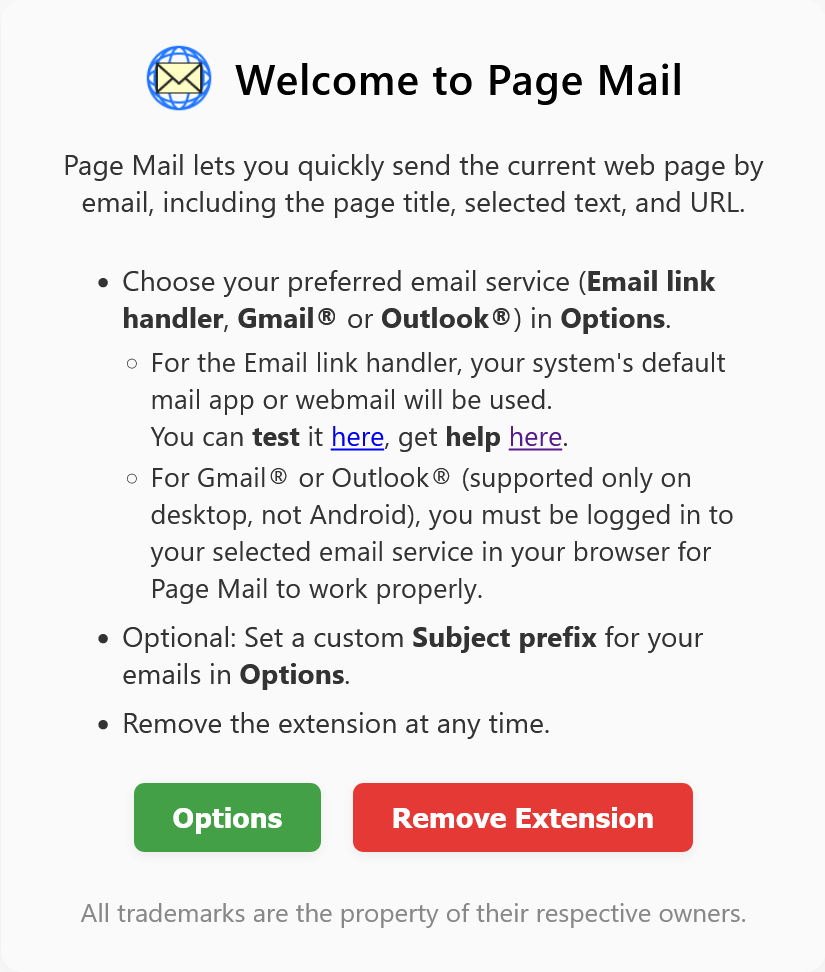 Welcome to Page Mail
Page Mail lets you quickly send the current web page by
email, including the page title, selected text, and URL.
• Choose your preferred email service (Email link
handler, Gmail® or Outlook®) in Options.
○ For the Email link handler, your system's default
mail app or webmail will be used.
You can test it here, get help here.
○ For Gmail® or Outlook® (supported only on
desktop, not Android), you must be logged in to
your selected email service in your browser for
Page Mail to work properly.
• Optional: Set a custom Subject prefix for your
emails in Options.
• Remove the extension at any time.
Options
Remove Extension
All trademarks are the property of their respective owners.